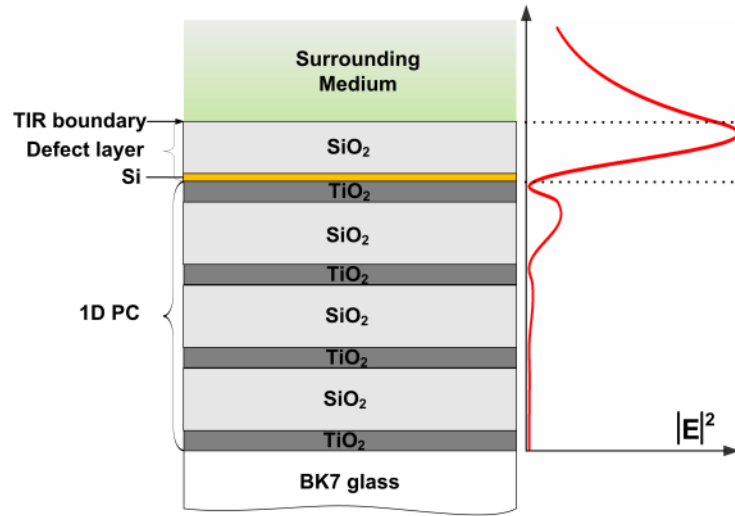 Surrounding
Medium
TIR boundary
Defect layer
SiO₂
Si
TiO₂
SiO₂
TiO₂
1D PC
SiO₂
TiO₂
SiO₂
TiO₂
|E|²
BK7 glass